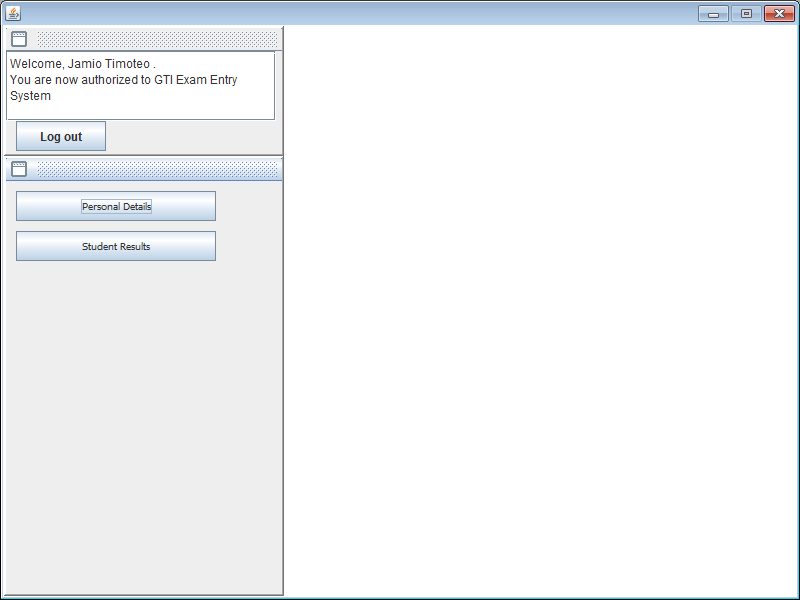 Welcome, Jamio Timoteo .
You are now authorized to GTI Exam Entry
System
Log out
Personal Details
Student Results